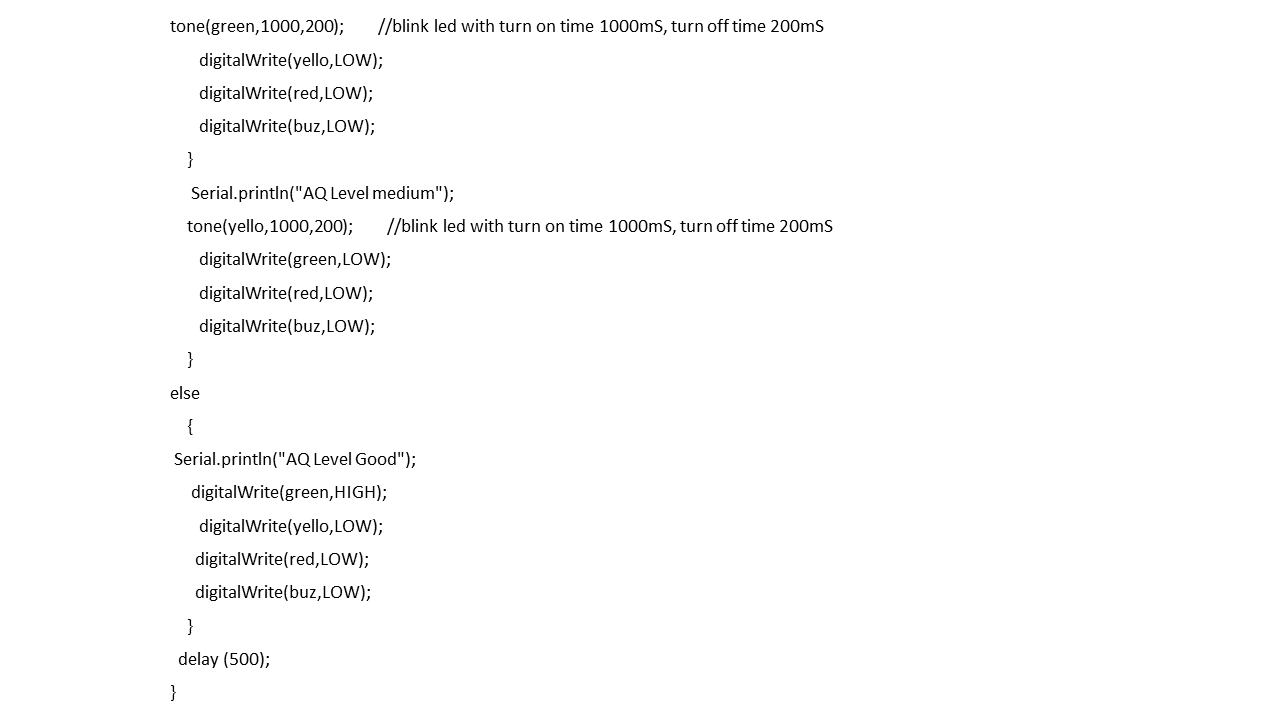 tone(green,1000,200);        //blink led with turn on time 1000mS, turn off time 200mS
digitalWrite(yello,LOW);
digitalWrite(red,LOW);
digitalWrite(buz,LOW);
}
Serial.println("AQ Level medium");
tone(yello,1000,200);        //blink led with turn on time 1000mS, turn off time 200mS
digitalWrite(green,LOW);
digitalWrite(red,LOW);
digitalWrite(buz,LOW);
}
else
{
Serial.println("AQ Level Good");
digitalWrite(green,HIGH);
digitalWrite(yello,LOW);
digitalWrite(red,LOW);
digitalWrite(buz,LOW);
}
delay (500);
}